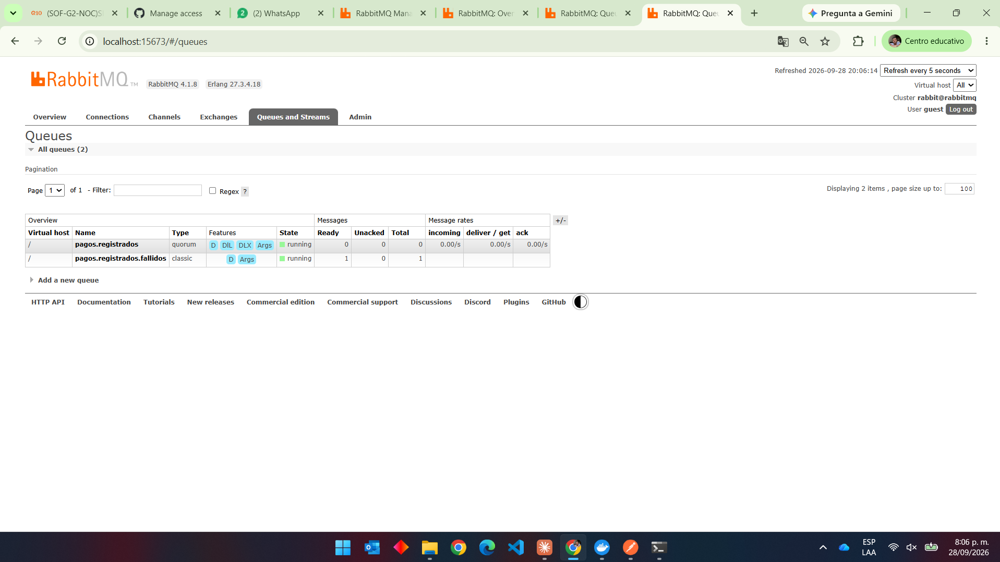 Q10 (SOF-G2-NOC)SI
Manage access
2 (2) WhatsApp
RabbitMQ Mana
RabbitMQ: Over
RabbitMQ: Que
RabbitMQ: Que
Pregunta a Gemini
localhost:15673/#/queues
Centro educativo
RabbitMQ TM
RabbitMQ 4.1.8
Erlang 27.3.4.18
Refreshed 2026-09-28 20:06:14 Refresh every 5 seconds
Virtual host All
Cluster rabbit@rabbitmq
User guest Log out
Overview Connections Channels Exchanges Queues and Streams Admin
Queues
All queues (2)
Pagination
Page 1 of 1 - Filter: Regex ?
Displaying 2 items , page size up to: 100
Overview Messages Message rates +/-
Virtual host Name Type Features State Ready Unacked Total incoming deliver / get ack
/ pagos.registrados quorum D DIL DLX Args running 0 0 0 0.00/s 0.00/s 0.00/s
/ pagos.registrados.fallidos classic D Args running 1 0 1
Add a new queue
HTTP API Documentation Tutorials New releases Commercial edition Commercial support Discussions Discord Plugins GitHub
ESP
LAA
8:06 p. m.
28/09/2026